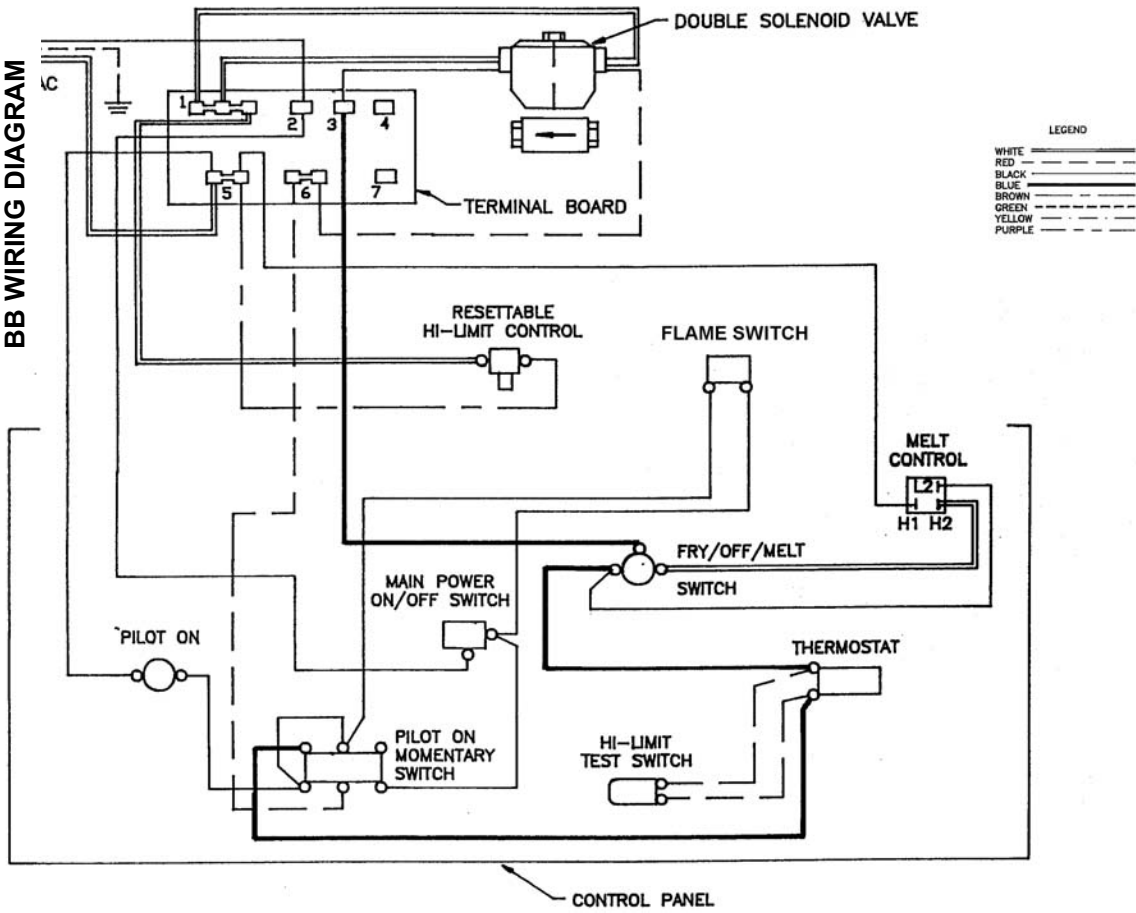 BB WIRING DIAGRAM
DOUBLE SOLENOID VALVE
AC
1
2
3
4
5
6
7
TERMINAL BOARD
LEGEND
WHITE
RED
BLACK
BLUE
BROWN
GREEN
YELLOW
PURPLE
RESETTABLE
HI-LIMIT CONTROL
FLAME SWITCH
MELT
CONTROL
L2
H1 H2
FRY/OFF/MELT
SWITCH
MAIN POWER
ON/OFF SWITCH
PILOT ON
THERMOSTAT
PILOT ON
MOMENTARY
SWITCH
HI-LIMIT
TEST SWITCH
CONTROL PANEL